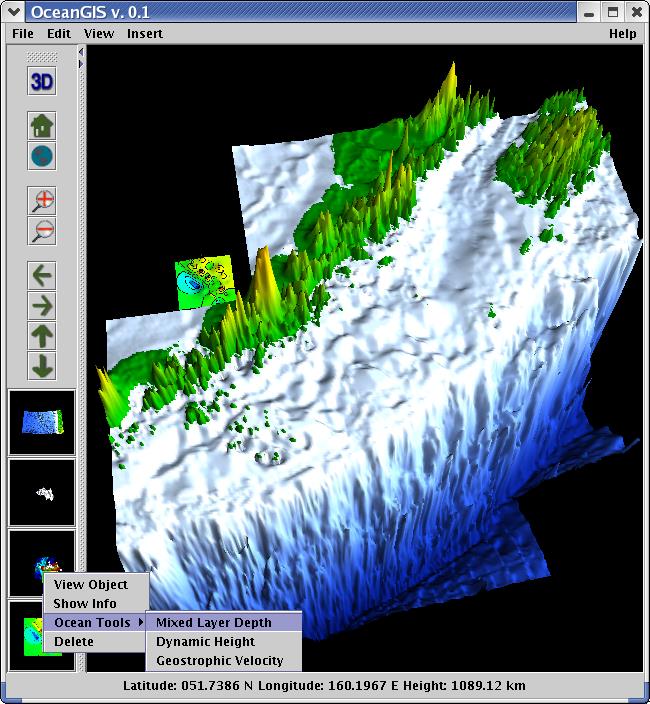 OceanGIS v. 0.1
File Edit View Insert Help
3D
View Object
Show Info
Ocean Tools
Delete
Mixed Layer Depth
Dynamic Height
Geostrophic Velocity
Latitude: 051.7386 N Longitude: 160.1967 E Height: 1089.12 km